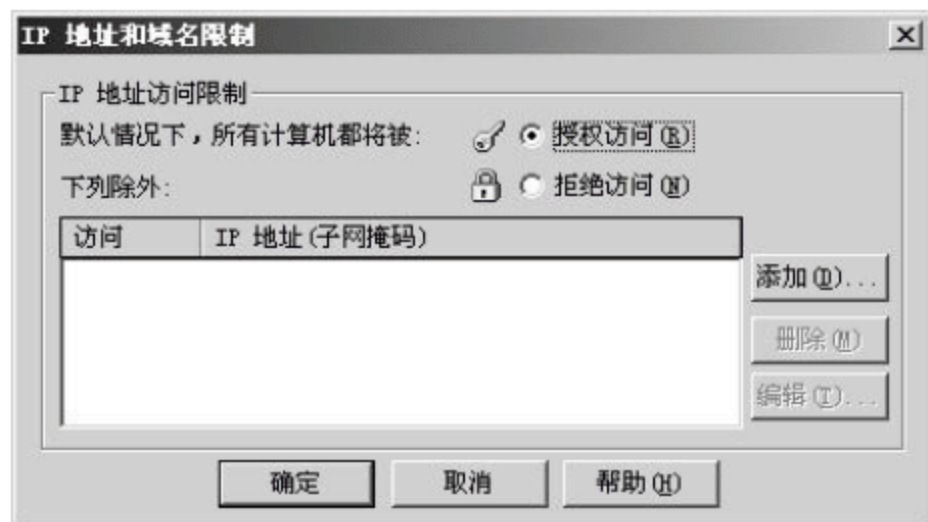 IP 地址和域名限制
IP 地址访问限制
默认情况下，所有计算机都将被: 授权访问(R)
下列除外: 拒绝访问(N)
访问 IP 地址(子网掩码)
添加(D)...
删除(M)
编辑(T)...
确定 取消 帮助(H)